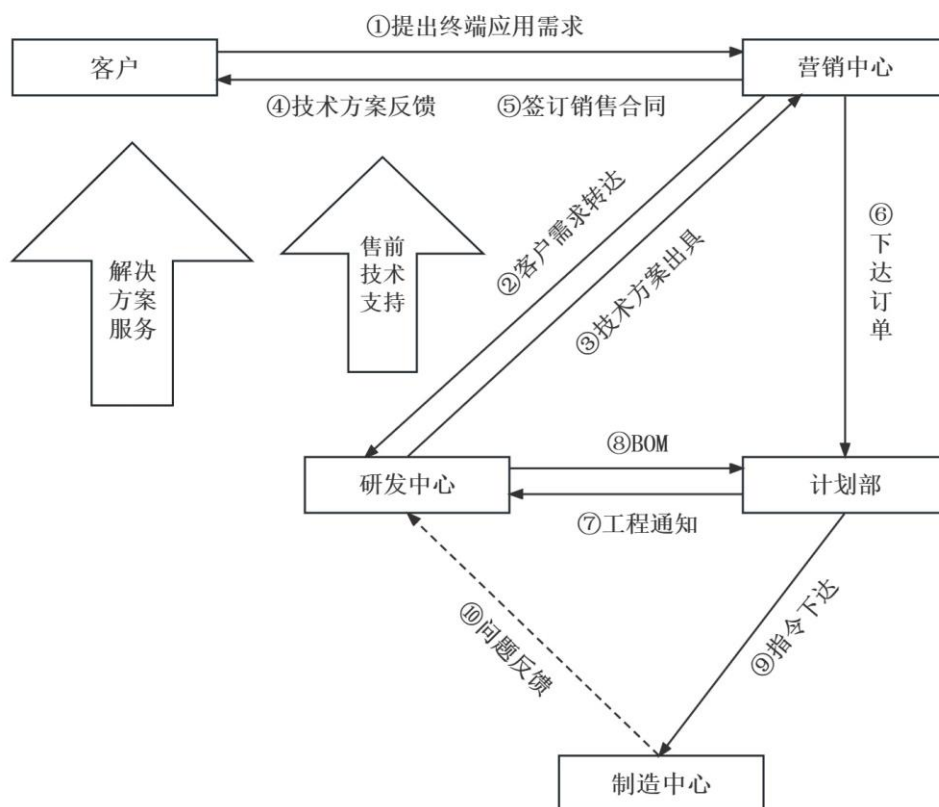 ①提出终端应用需求
客户
营销中心
④技术方案反馈
⑤签订销售合同
②客户需求转达
③技术方案出具
⑥
下
达
订
单
解决
方案
服务
售前
技术
支持
⑧BOM
研发中心
计划部
⑦工程通知
⑩问题反馈
⑨指令下达
制造中心